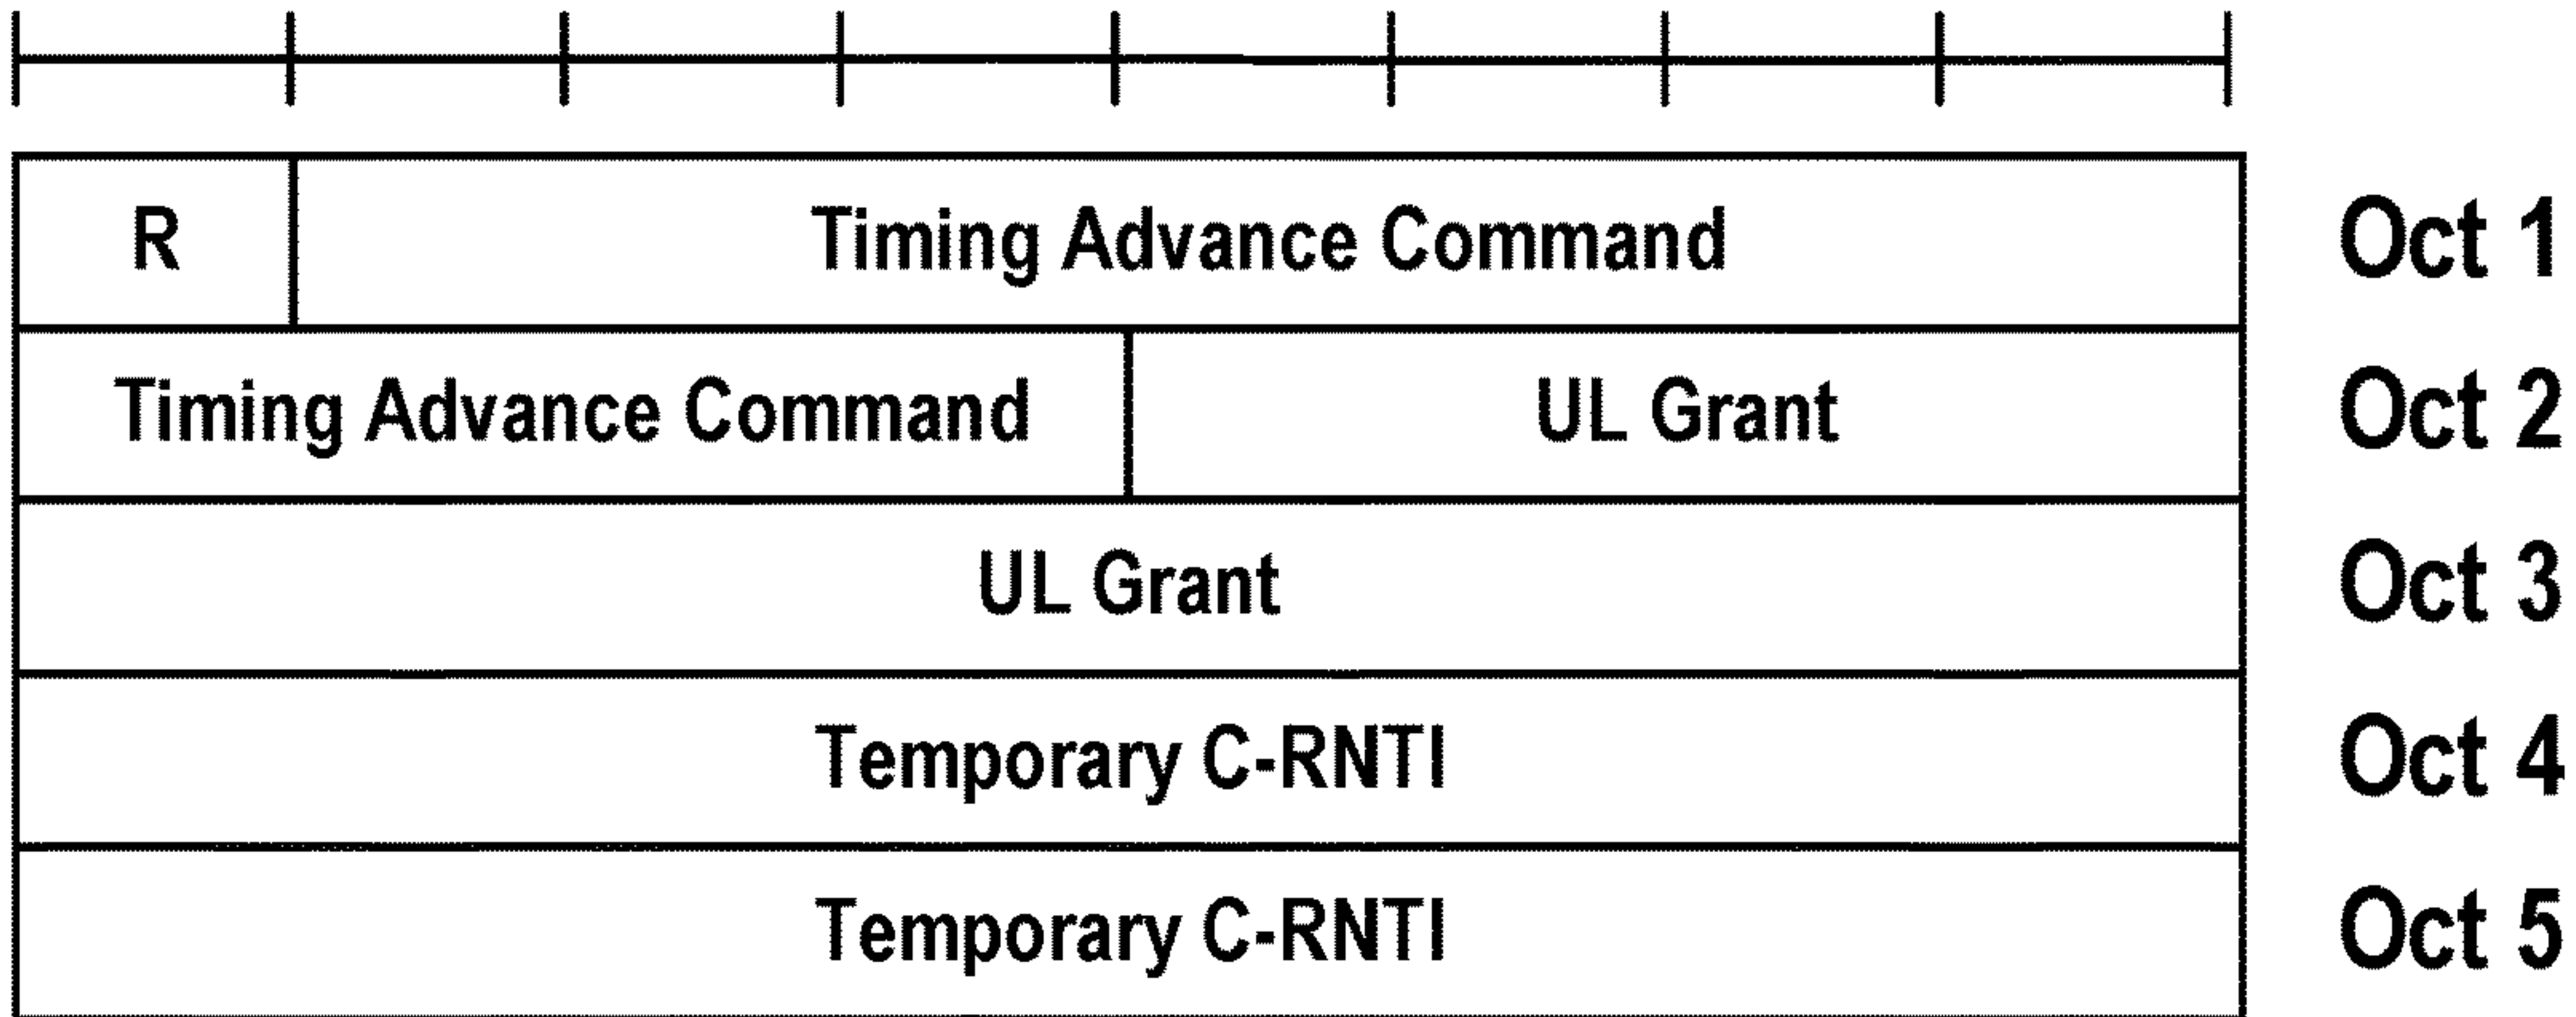 R Timing Advance Command Oct 1
Timing Advance Command UL Grant Oct 2
UL Grant Oct 3
Temporary C-RNTI Oct 4
Temporary C-RNTI Oct 5